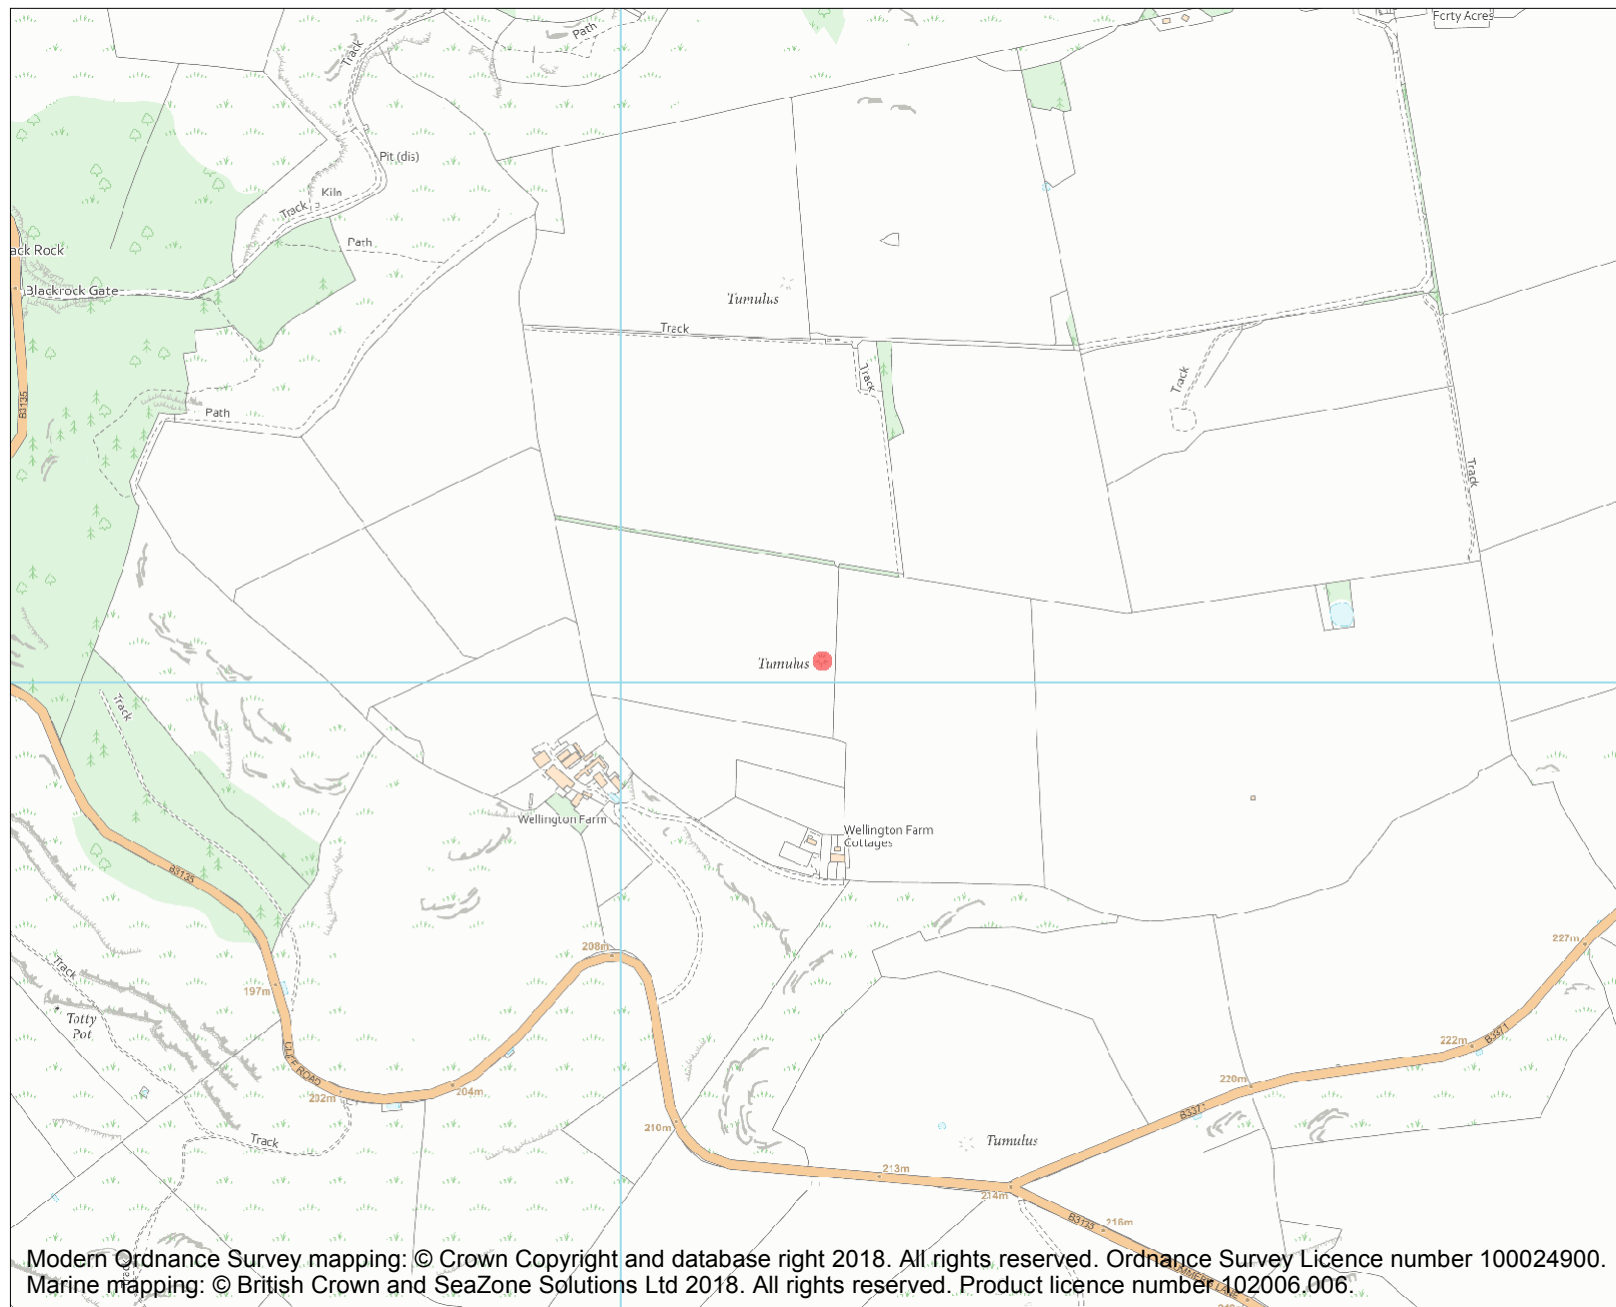 Forty Acres
Path
Track
Pit (dis)
Kiln
Track
Path
ack Rock
Blackrock Gate
Tumulus
Track
Track
Track
B3135
Path
Track
Tumulus
Track
Wellington Farm
Wellington Farm
Cottages
B3135
208m
227m
Track
197m
Totty
Pot
222m
B3371
CLIFF ROAD
202m
204m
220m
B3371
210m
Track
Tumulus
213m
214m
B3135
216m
Modern Ordnance Survey mapping: © Crown Copyright and database right 2018. All rights reserved. Ordnance Survey Licence number 100024900.
Marine mapping: © British Crown and SeaZone Solutions Ltd 2018. All rights reserved. Product licence number 102006.006.